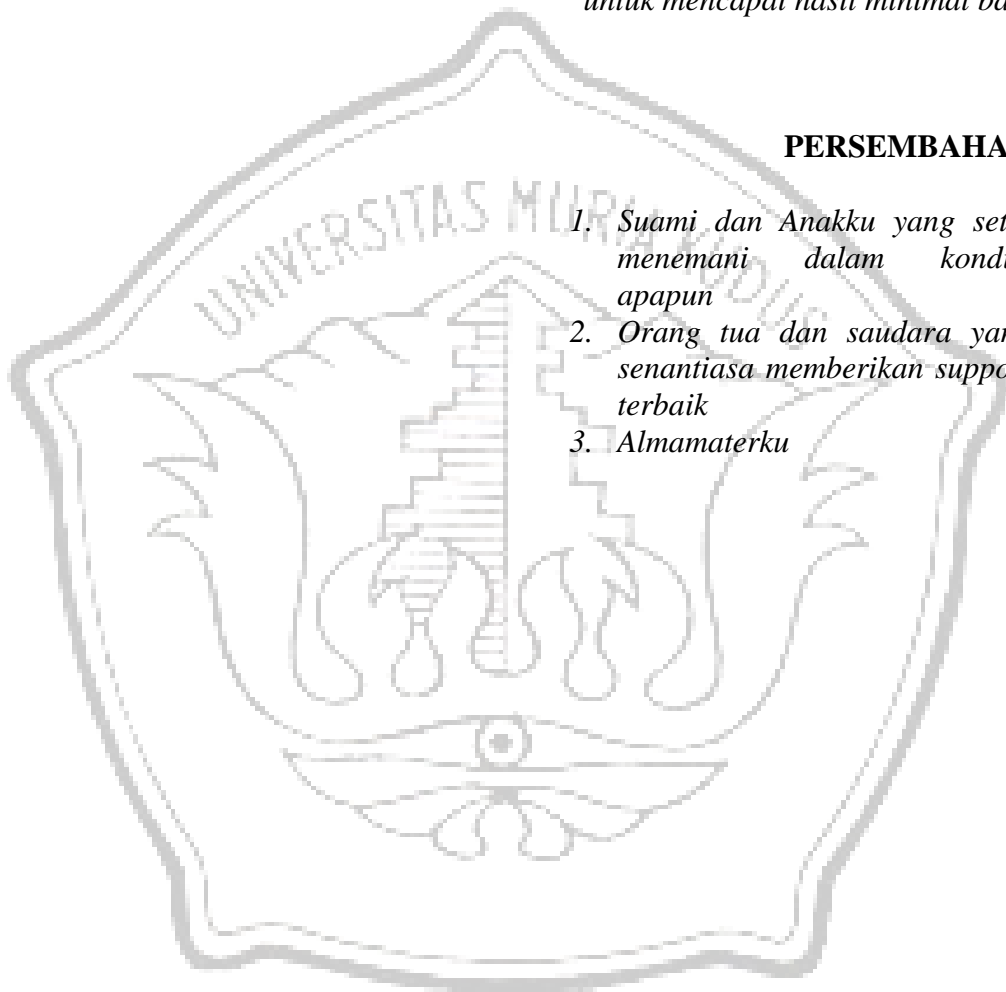 untuk mencapai hasil minimal ba
PERSEMBAHA
UNIVERSITAS MURIA KUDUS
1. Suami dan Anakku yang set
menemani dalam kondi
apapun
2. Orang tua dan saudara yan
senantiasa memberikan suppo
terbaik
3. Almamaterku